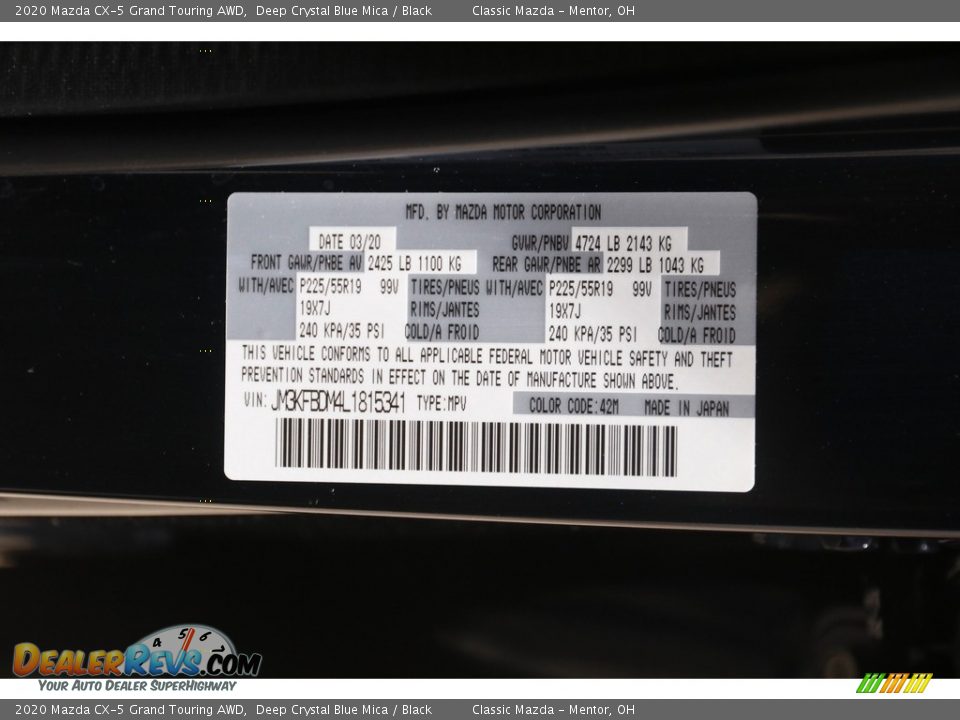 2020 Mazda CX-5 Grand Touring AWD, Deep Crystal Blue Mica / Black Classic Mazda - Mentor, OH
MFD. BY MAZDA MOTOR CORPORATION
DATE 03/20 GVWR/PNBV 4724 LB 2143 KG
FRONT GAWR/PNBE AV 2425 LB 1100 KG REAR GAWR/PNBE AR 2299 LB 1043 KG
WITH/AVEC P225/55R19 99V TIRES/PNEUS WITH/AVEC P225/55R19 99V TIRES/PNEUS
19X7J RIMS/JANTES 19X7J RIMS/JANTES
240 KPA/35 PSI COLD/A FROID 240 KPA/35 PSI COLD/A FROID
THIS VEHICLE CONFORMS TO ALL APPLICABLE FEDERAL MOTOR VEHICLE SAFETY AND THEFT
PREVENTION STANDARDS IN EFFECT ON THE DATE OF MANUFACTURE SHOWN ABOVE.
VIN: JM3KFBDM4L1815341 TYPE:MPV COLOR CODE:42M MADE IN JAPAN
4 5 6
DEALERREVS.COM
YOUR AUTO DEALER SUPERHIGHWAY
2020 Mazda CX-5 Grand Touring AWD, Deep Crystal Blue Mica / Black Classic Mazda - Mentor, OH